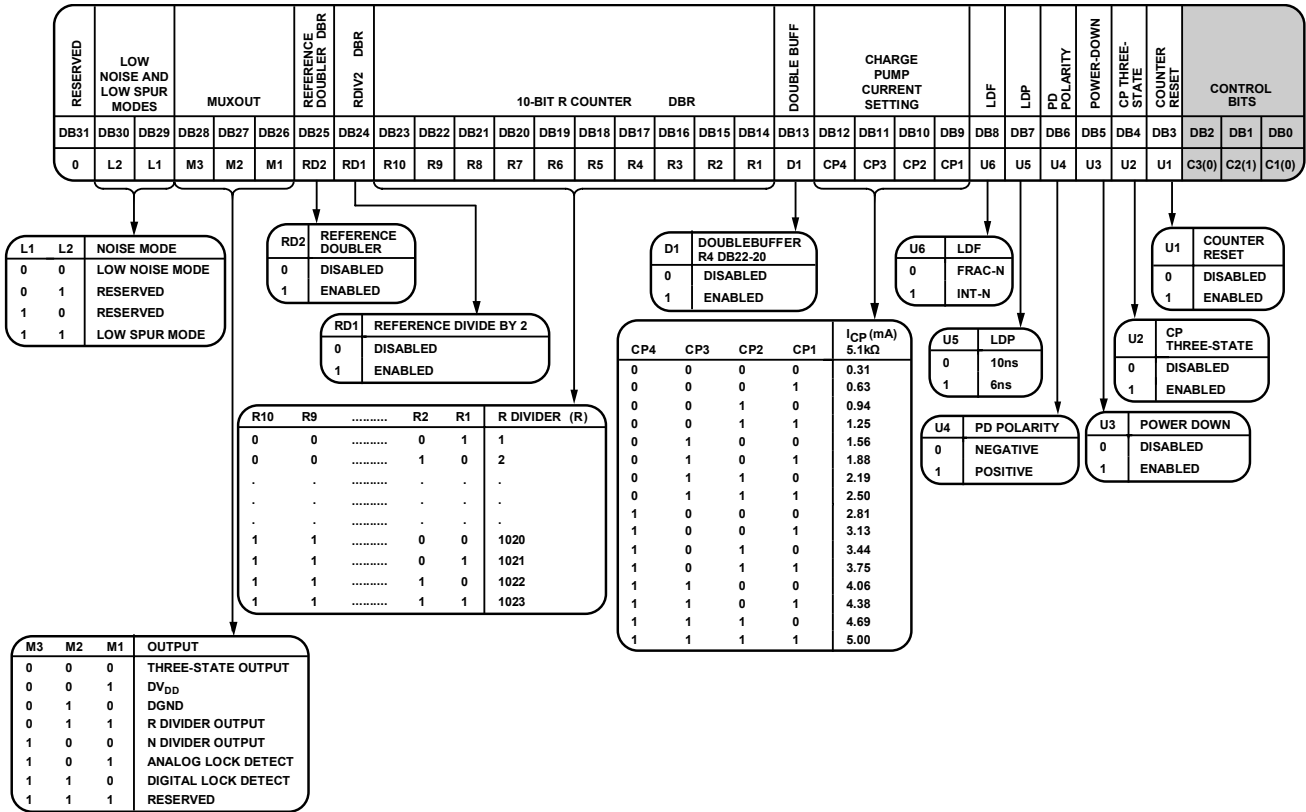 RESERVED
LOW
NOISE AND
LOW SPUR
MODES
MUXOUT
REFERENCE
DOUBLER DBR
RDIV2 DBR
10-BIT R COUNTER DBR
DOUBLE BUFF
CHARGE
PUMP
CURRENT
SETTING
LDF
LDP
PD
POLARITY
POWER-DOWN
CP THREE-
STATE
COUNTER
RESET
CONTROL
BITS
DB31 DB30 DB29 DB28 DB27 DB26 DB25 DB24 DB23 DB22 DB21 DB20 DB19 DB18 DB17 DB16 DB15 DB14 DB13 DB12 DB11 DB10 DB9 DB8 DB7 DB6 DB5 DB4 DB3 DB2 DB1 DB0
0 L2 L1 M3 M2 M1 RD2 RD1 R10 R9 R8 R7 R6 R5 R4 R3 R2 R1 D1 CP4 CP3 CP2 CP1 U6 U5 U4 U3 U2 U1 C3(0) C2(1) C1(0)
L1 L2 NOISE MODE
0 0 LOW NOISE MODE
0 1 RESERVED
1 0 RESERVED
1 1 LOW SPUR MODE
RD2 REFERENCE
DOUBLER
0 DISABLED
1 ENABLED
RD1 REFERENCE DIVIDE BY 2
0 DISABLED
1 ENABLED
D1 DOUBLEBUFFER
R4 DB22-20
0 DISABLED
1 ENABLED
U6 LDF
0 FRAC-N
1 INT-N
U1 COUNTER
RESET
0 DISABLED
1 ENABLED
U5 LDP
0 10ns
1 6ns
U2 CP
THREE-STATE
0 DISABLED
1 ENABLED
U4 PD POLARITY
0 NEGATIVE
1 POSITIVE
U3 POWER DOWN
0 DISABLED
1 ENABLED
R10 R9 .......... R2 R1 R DIVIDER (R)
0 0 .......... 0 1 1
0 0 .......... 1 0 2
. . .......... . . .
. . .......... . . .
. . .......... . . .
1 1 .......... 0 0 1020
1 1 .......... 0 1 1021
1 1 .......... 1 0 1022
1 1 .......... 1 1 1023
ICP (mA)
CP4 CP3 CP2 CP1 5.1kΩ
0 0 0 0 0.31
0 0 0 1 0.63
0 0 1 0 0.94
0 0 1 1 1.25
0 1 0 0 1.56
0 1 0 1 1.88
0 1 1 0 2.19
0 1 1 1 2.50
1 0 0 0 2.81
1 0 0 1 3.13
1 0 1 0 3.44
1 0 1 1 3.75
1 1 0 0 4.06
1 1 0 1 4.38
1 1 1 0 4.69
1 1 1 1 5.00
M3 M2 M1 OUTPUT
0 0 0 THREE-STATE OUTPUT
0 0 1 DVDD
0 1 0 DGND
0 1 1 R DIVIDER OUTPUT
1 0 0 N DIVIDER OUTPUT
1 0 1 ANALOG LOCK DETECT
1 1 0 DIGITAL LOCK DETECT
1 1 1 RESERVED